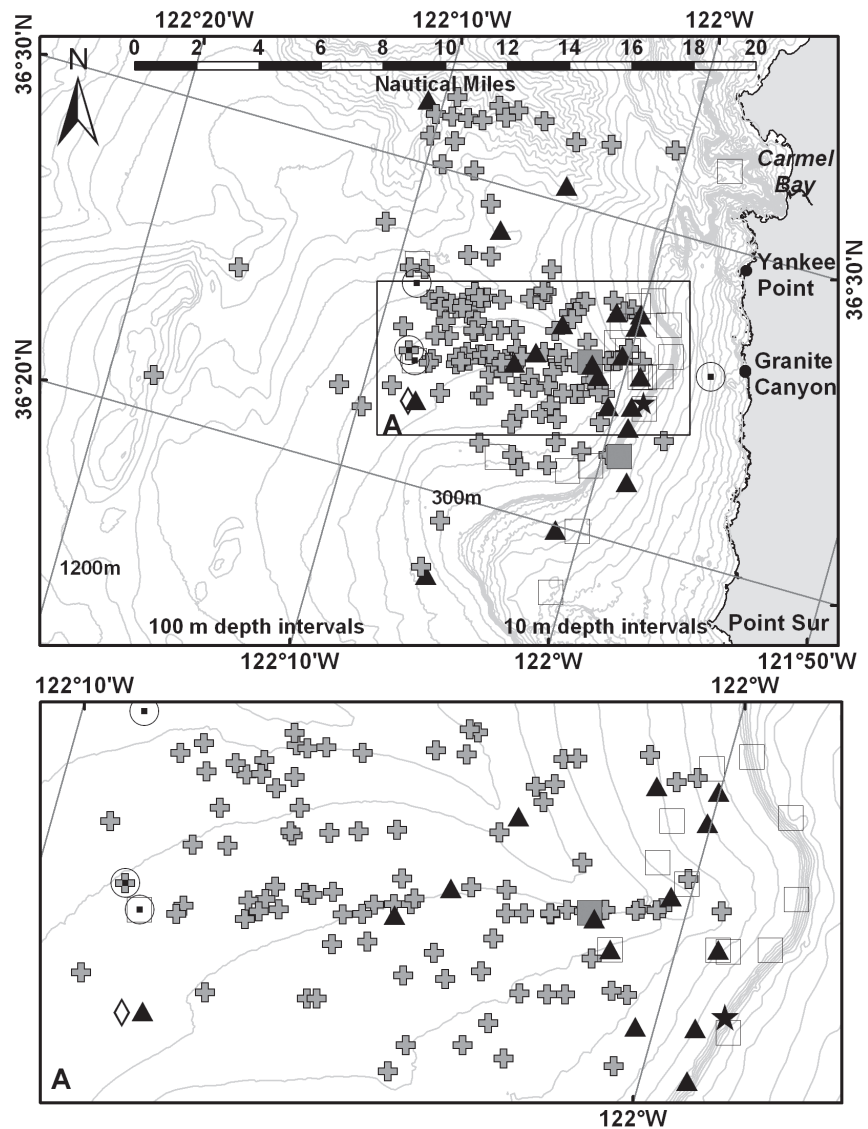 122°20'W 122°10'W 122°W
36°30'N
N
0 2 4 6 8 10 12 14 16 18 20
Nautical Miles
Carmel
Bay
Yankee
Point
36°30'N
36°20'N
Granite
Canyon
A
300m
1200m
100 m depth intervals
10 m depth intervals
Point Sur
122°10'W 122°W 121°50'W
122°10'W 122°W
A
122°W